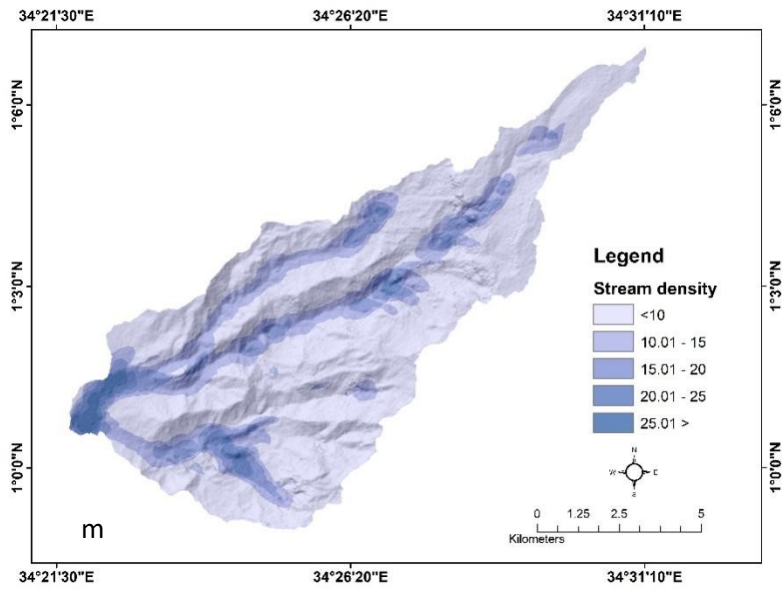 34°21'30"E 34°26'20"E 34°31'10"E
1°6'0"N 1°6'0"N
1°3'0"N 1°3'0"N
1°0'0"N 1°0'0"N
Legend
Stream density
<10
10.01 - 15
15.01 - 20
20.01 - 25
25.01 >
N
W E
S
0 1.25 2.5 5
Kilometers
m
34°21'30"E 34°26'20"E 34°31'10"E